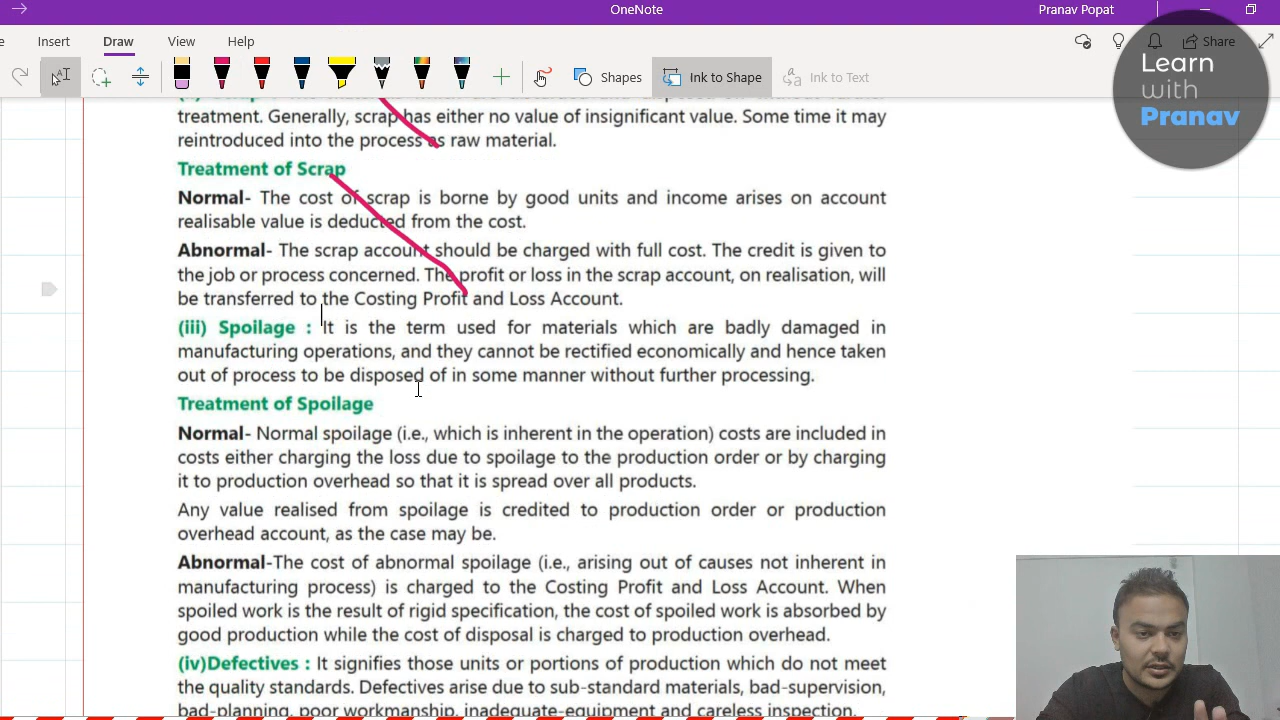 OneNote
Pranav Popat
Insert
Draw
View
Help
Share
Shapes
Ink to Shape
Ink to Text
Learn
with
Pranav
treatment. Generally, scrap has either no value of insignificant value. Some time it may
reintroduced into the process as raw material.
Treatment of Scrap
Normal- The cost of scrap is borne by good units and income arises on account
realisable value is deducted from the cost.
Abnormal- The scrap account should be charged with full cost. The credit is given to
the job or process concerned. The profit or loss in the scrap account, on realisation, will
be transferred to the Costing Profit and Loss Account.
(iii) Spoilage : It is the term used for materials which are badly damaged in
manufacturing operations, and they cannot be rectified economically and hence taken
out of process to be disposed of in some manner without further processing.
Treatment of Spoilage
Normal- Normal spoilage (i.e., which is inherent in the operation) costs are included in
costs either charging the loss due to spoilage to the production order or by charging
it to production overhead so that it is spread over all products.
Any value realised from spoilage is credited to production order or production
overhead account, as the case may be.
Abnormal-The cost of abnormal spoilage (i.e., arising out of causes not inherent in
manufacturing process) is charged to the Costing Profit and Loss Account. When
spoiled work is the result of rigid specification, the cost of spoiled work is absorbed by
good production while the cost of disposal is charged to production overhead.
(iv)Defectives : It signifies those units or portions of production which do not meet
the quality standards. Defectives arise due to sub-standard materials, bad-supervision,
bad-planning, poor workmanship, inadequate-equipment and careless inspection.